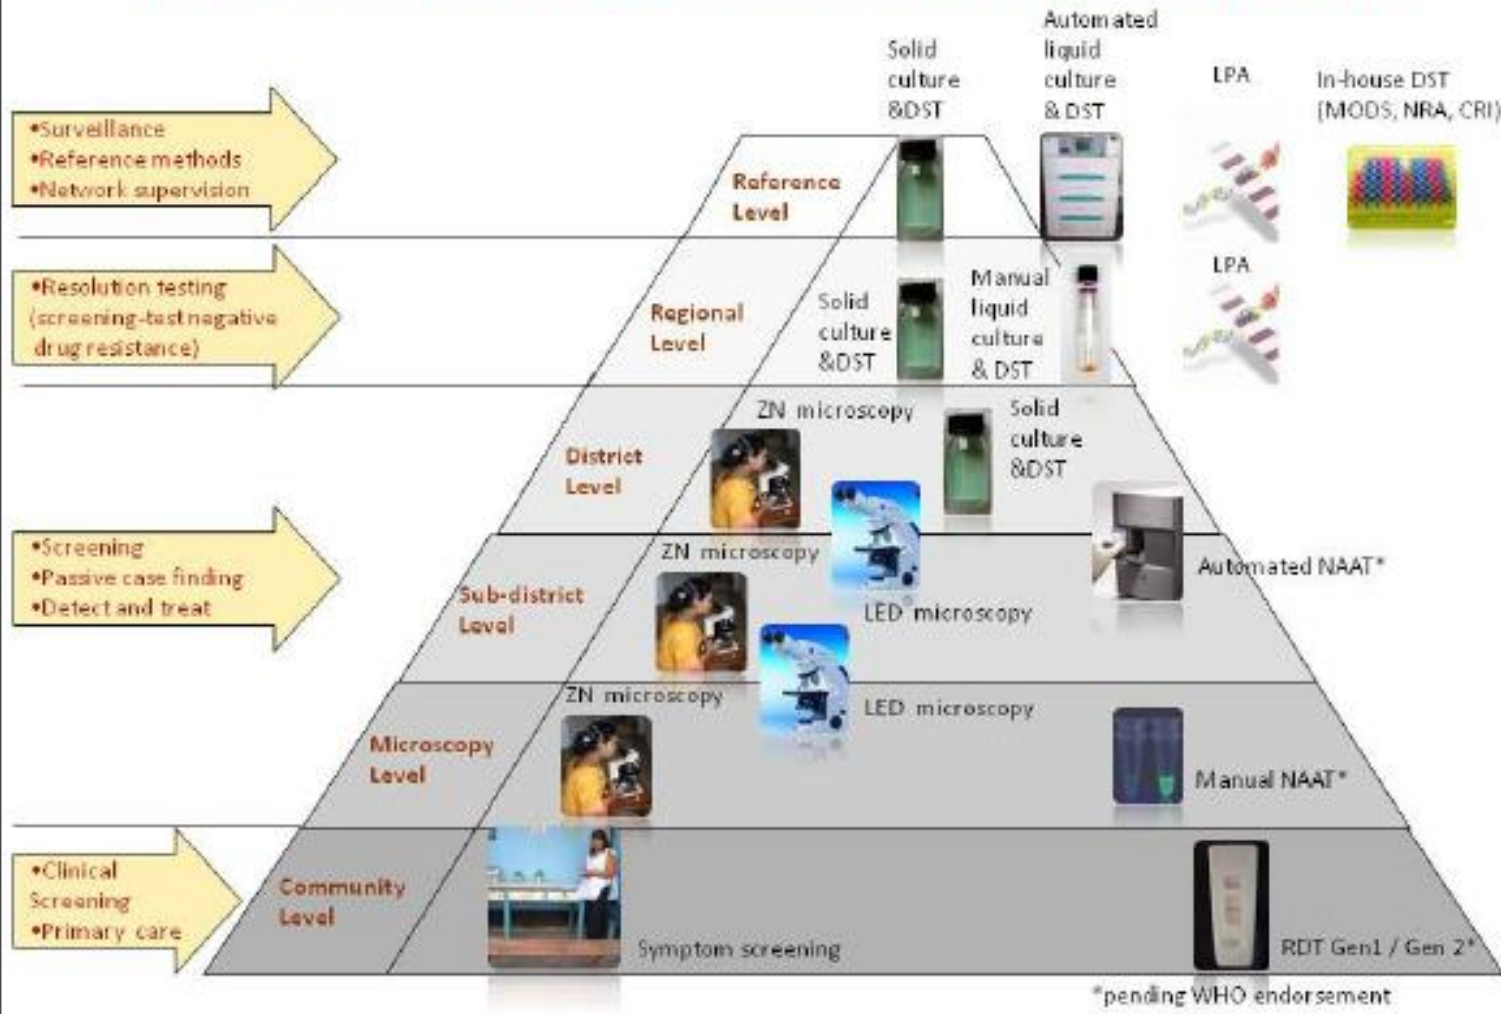 Automated
liquid
culture
& DST
Solid
culture
&DST
LPA
In-house DST
(MODS, NRA, CRI)
•Surveillance
•Reference methods
•Network supervision
Reference
Level
•Resolution testing
(screening-test negative
drug resistance)
Regional
Level
Solid
culture
&DST
Manual
liquid
culture
& DST
LPA
ZN microscopy
Solid
culture
&DST
District
Level
•Screening
•Passive case finding
•Detect and treat
ZN microscopy
Automated NAAT*
Sub-district
Level
LED microscopy
ZN microscopy
LED microscopy
Microscopy
Level
Manual NAAT*
•Clinical
Screening
•Primary care
Community
Level
Symptom screening
RDT Gen1 / Gen 2*
*pending WHO endorsement